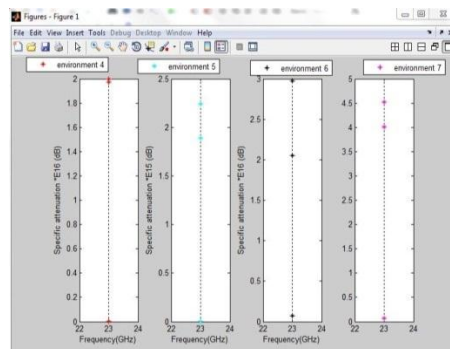 Figures - Figure 1
File Edit View Insert Tools Debug Desktop Window Help
environment 4
environment 5
environment 6
environment 7
Specific attenuation *E16 (dB)
2
1.8
1.6
1.4
1.2
1
0.8
0.6
0.4
0.2
0
22 23 24
Frequency(GHz)
Specific attenuation *E15 (dB)
2.5
2
1.5
1
0.5
0
22 23 24
Frequency(GHz)
Specific attenuation *E16 (dB)
3
2.5
2
1.5
1
0.5
0
22 23 24
Frequency(GHz)
Specific attenuation *E16 (dB)
5
4.5
4
3.5
3
2.5
2
1.5
1
0.5
0
22 23 24
Frequency(GHz)